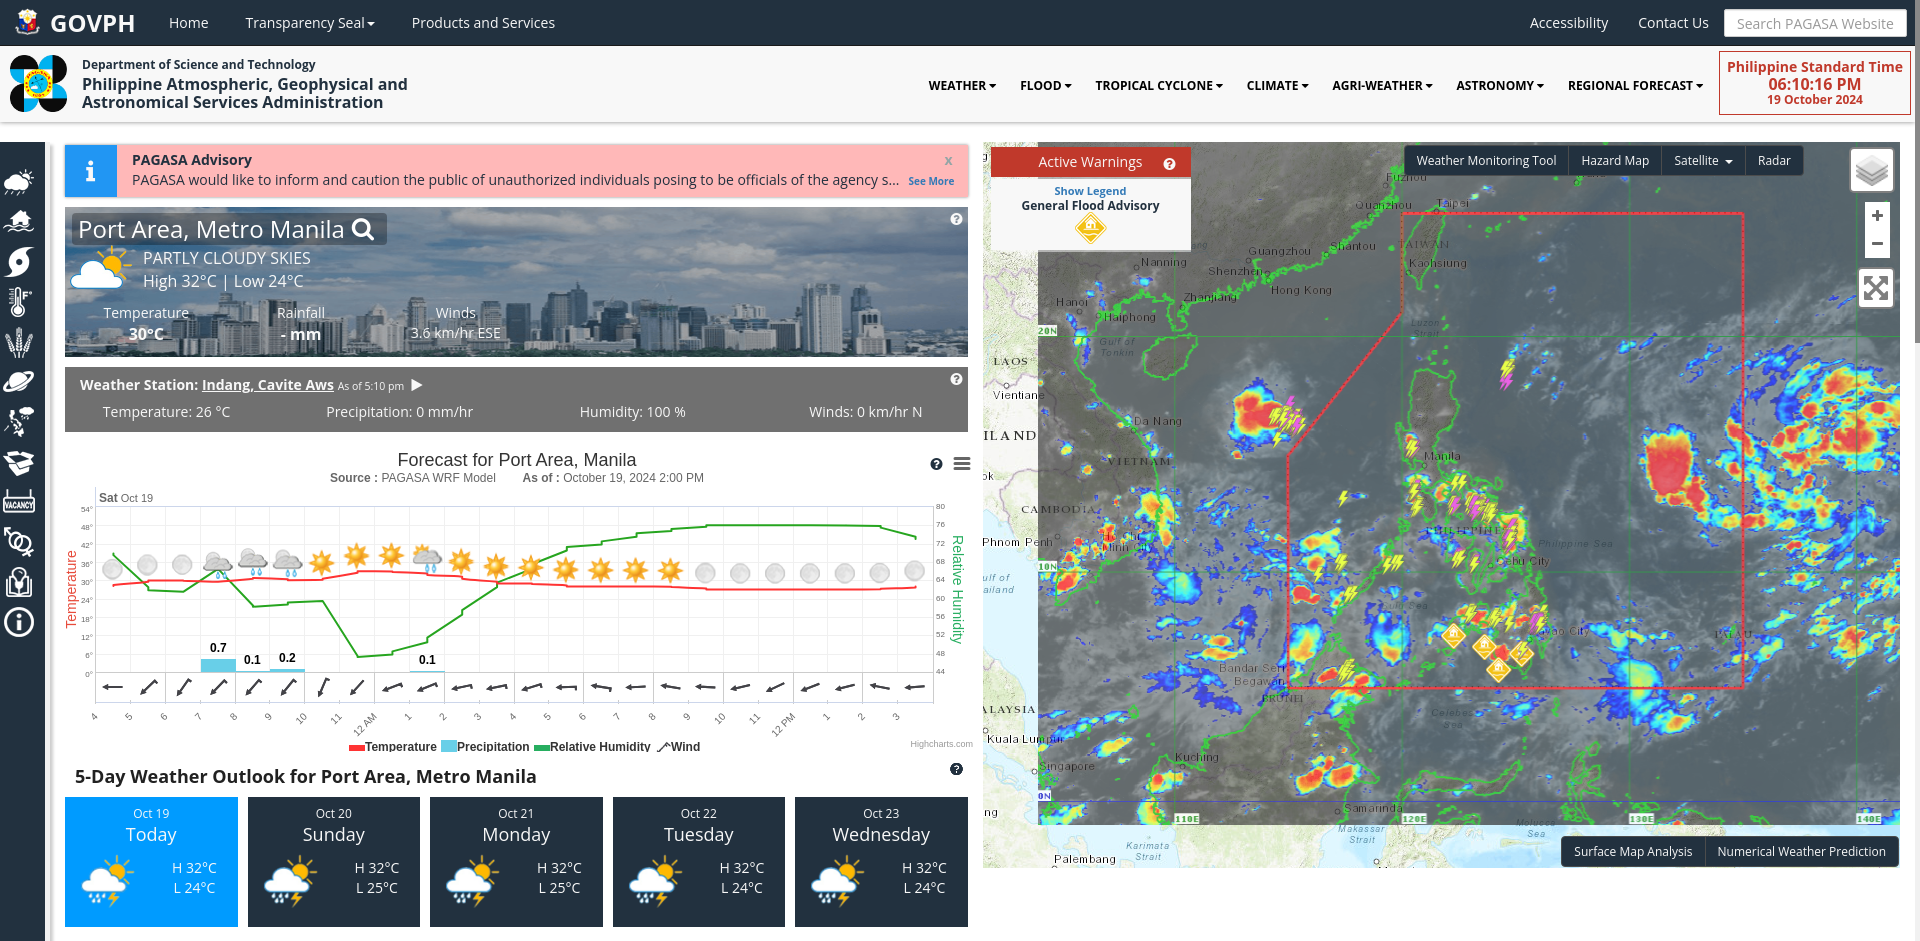 GOVPH
Home
Transparency Seal
Products and Services
Accessibility
Contact Us
Search PAGASA Website
Department of Science and Technology
Philippine Atmospheric, Geophysical and
Astronomical Services Administration
WEATHER
FLOOD
TROPICAL CYCLONE
CLIMATE
AGRI-WEATHER
ASTRONOMY
REGIONAL FORECAST
Philippine Standard Time
06:10:16 PM
19 October 2024
PAGASA Advisory
x
PAGASA would like to inform and caution the public of unauthorized individuals posing to be officials of the agency s...
See More
Port Area, Metro Manila
PARTLY CLOUDY SKIES
High 32°C | Low 24°C
Temperature
30°C
Rainfall
- mm
Winds
3.6 km/hr ESE
Weather Station: Indang, Cavite Aws As of 5:10 pm
Temperature: 26 °C
Precipitation: 0 mm/hr
Humidity: 100 %
Winds: 0 km/hr N
Forecast for Port Area, Manila
Source : PAGASA WRF Model
As of : October 19, 2024 2:00 PM
Sat Oct 19
54°
48°
42°
36°
30°
24°
18°
12°
6°
0°
Temperature
80
76
72
68
64
60
56
52
48
44
Relative Humidity
0.7
0.1
0.2
0.1
4
5
6
7
8
9
10
11
12 AM
1
2
3
4
5
6
7
8
9
10
11
12 PM
1
2
3
Temperature
Precipitation
Relative Humidity
Wind
Highcharts.com
5-Day Weather Outlook for Port Area, Metro Manila
Oct 19
Today
H 32°C
L 24°C
Oct 20
Sunday
H 32°C
L 25°C
Oct 21
Monday
H 32°C
L 25°C
Oct 22
Tuesday
H 32°C
L 24°C
Oct 23
Wednesday
H 32°C
L 24°C
VACANCY
Active Warnings
Show Legend
General Flood Advisory
Weather Monitoring Tool
Hazard Map
Satellite
Radar
+
−
Fuzhou
Quanzhou
Taipei
Guangzhou
Shantou
TAIWAN
Kaohsiung
Nanning
Shenzhen
Hong Kong
Zhanjiang
Hanoi
Haiphong
Luzon
Strait
20N
Gulf of
Tonkin
LAOS
Vientiane
Da Nang
ILAND
VIETNAM
Manila
ok
CAMBODIA
Phnom Penh
Ho Chi
Minh City
PHILIPPINE
Philippine Sea
Cebu City
10N
ulf of
ailand
Sulu Sea
vao City
PALAU
Bandar Seri
Begawan
BRUNEI
ALAYSIA
Celebes
Sea
Kuala Lumpur
Kuching
Singapore
0N
ng
Samarinda
110E
120E
130E
140E
Makassar
Strait
Molucca
Sea
Karimata
Strait
Palembang
Surface Map Analysis
Numerical Weather Prediction